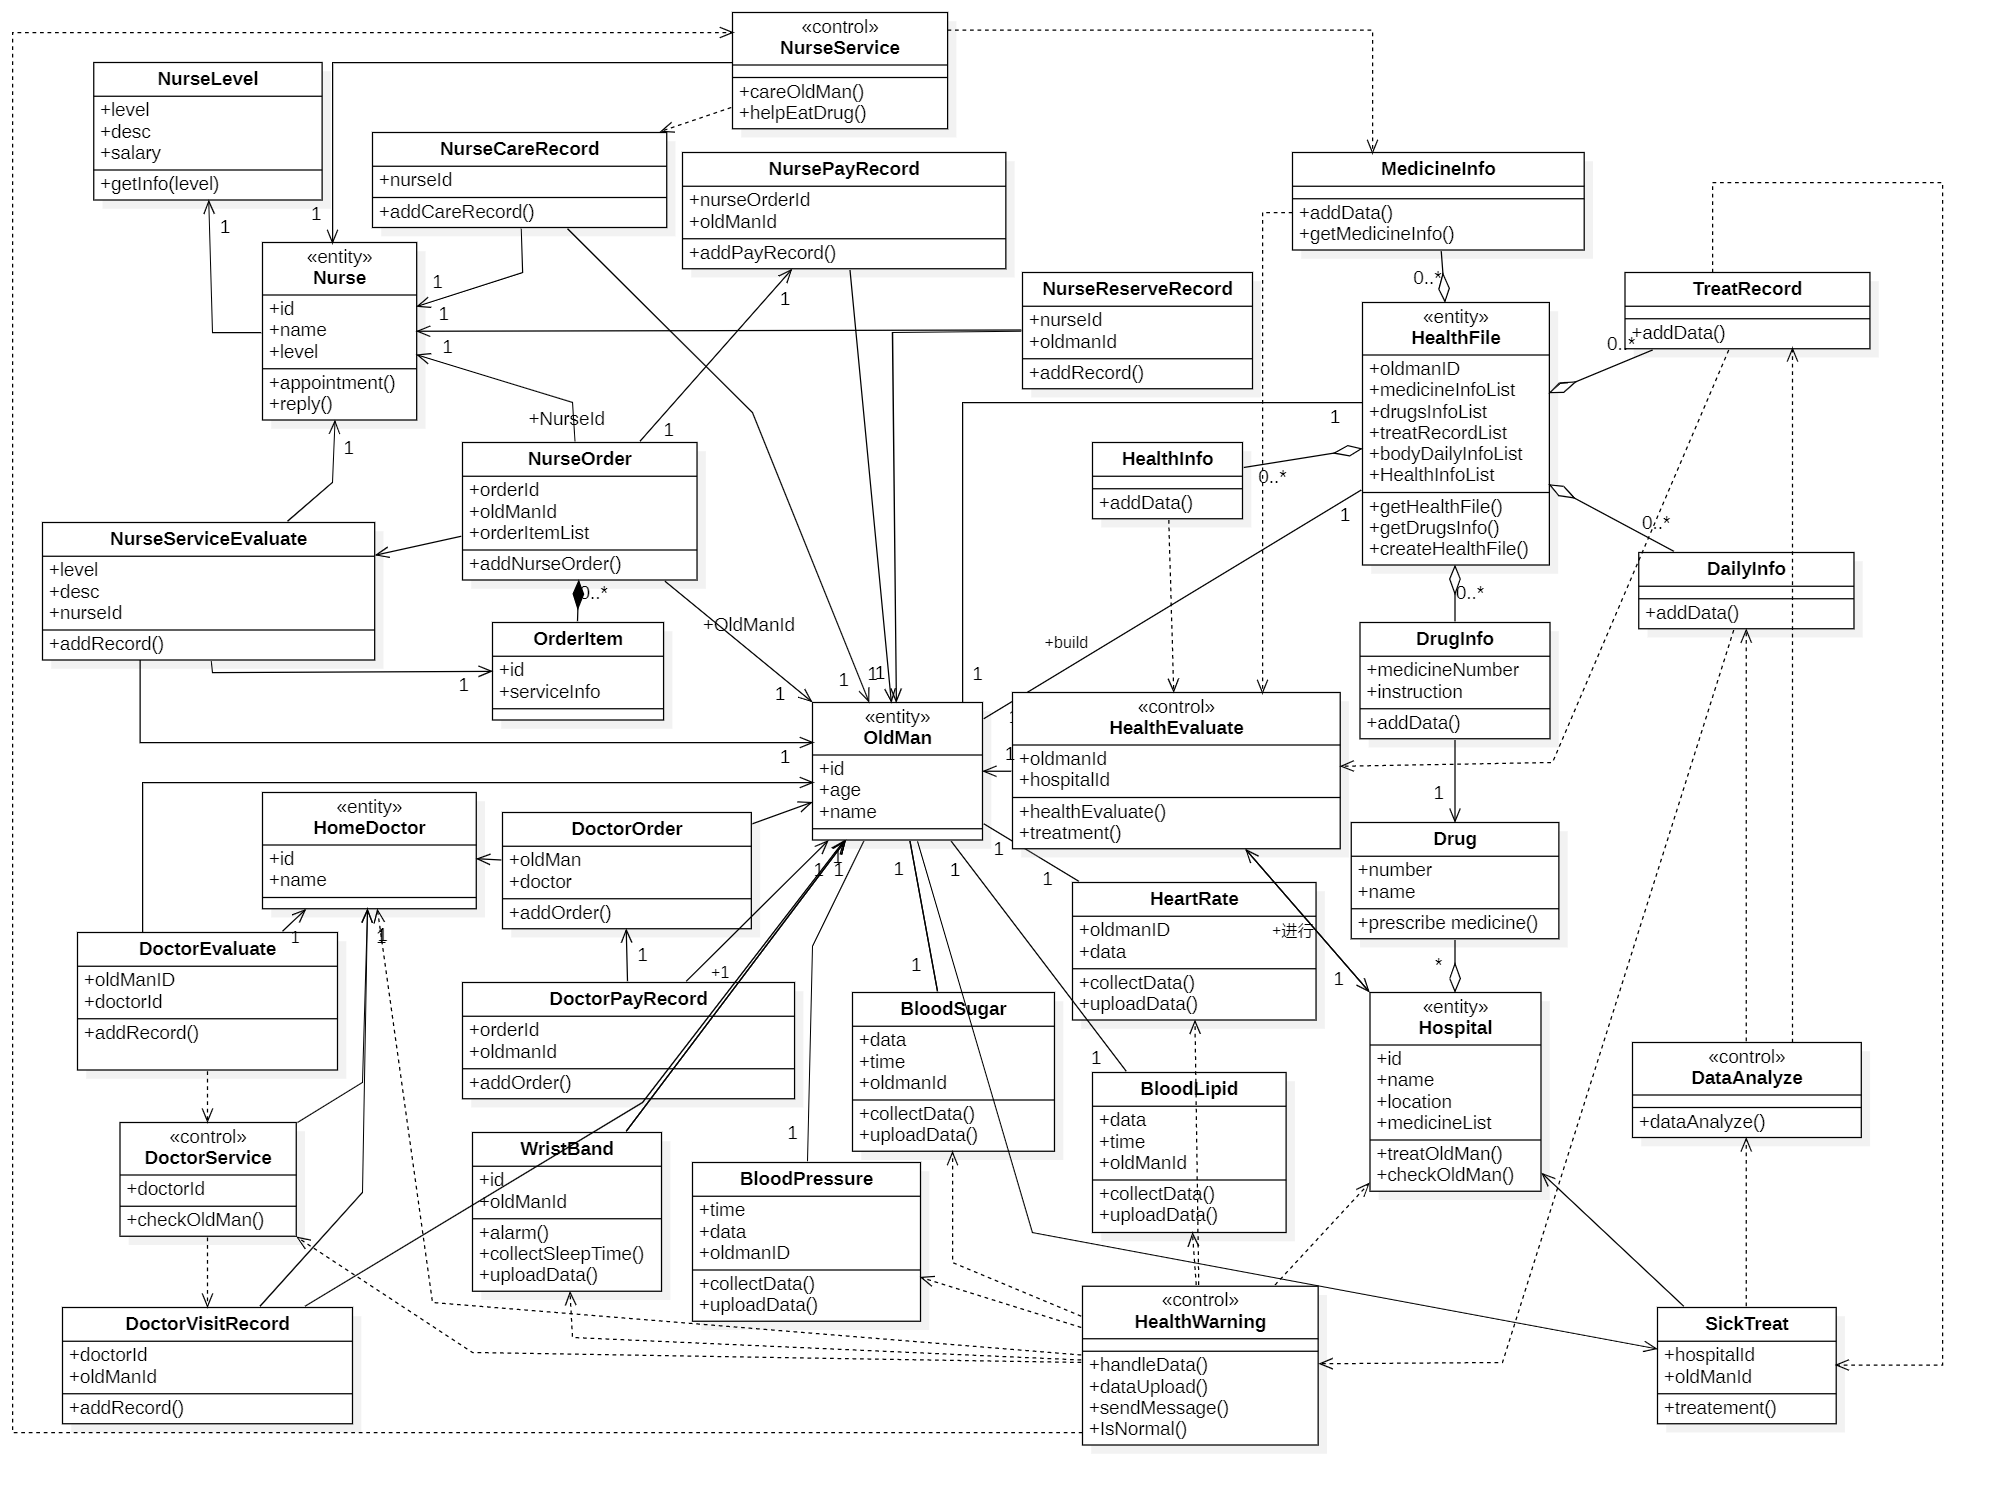 «control»
NurseService
+careOldMan()
+helpEatDrug()
NurseLevel
+level
+desc
+salary
+getInfo(level)
1
1
NurseCareRecord
+nurseId
+addCareRecord()
NursePayRecord
+nurseOrderId
+oldManId
+addPayRecord()
1
MedicineInfo
+addData()
+getMedicineInfo()
0..*
«entity»
Nurse
+id
+name
+level
+appointment()
+reply()
1
1
1
1
NurseReserveRecord
+nurseId
+oldmanId
+addRecord()
TreatRecord
+addData()
0..*
«entity»
HealthFile
+oldmanID
+medicineInfoList
+drugsInfoList
+treatRecordList
+bodyDailyInfoList
+HealthInfoList
+getHealthFile()
+getDrugsInfo()
+createHealthFile()
1
1
+NurseId
1
NurseOrder
+orderId
+oldManId
+orderItemList
+addNurseOrder()
0..*
+OldManId
1
HealthInfo
+addData()
0..*
0..*
0..*
NurseServiceEvaluate
+level
+desc
+nurseId
+addRecord()
1
OrderItem
+id
+serviceInfo
DailyInfo
+addData()
DrugInfo
+medicineNumber
+instruction
+addData()
1
+build
1
1
1
1
1
«entity»
OldMan
+id
+age
+name
1
«control»
HealthEvaluate
+oldmanId
+hospitalId
+healthEvaluate()
+treatment()
«entity»
HomeDoctor
+id
+name
DoctorOrder
+oldMan
+doctor
+addOrder()
1
Drug
+number
+name
+prescribe medicine()
*
1
1
1
1
1
1
HeartRate
+oldmanID
+data
+collectData()
+uploadData()
+进行
1
DoctorEvaluate
+oldManID
+doctorId
+addRecord()
1
1
DoctorPayRecord
+orderId
+oldmanId
+addOrder()
+1
1
BloodSugar
+data
+time
+oldmanId
+collectData()
+uploadData()
«entity»
Hospital
+id
+name
+location
+medicineList
+treatOldMan()
+checkOldMan()
1
BloodLipid
+data
+time
+oldManId
+collectData()
+uploadData()
«control»
DataAnalyze
+dataAnalyze()
«control»
DoctorService
+doctorId
+checkOldMan()
WristBand
+id
+oldManId
+alarm()
+collectSleepTime()
+uploadData()
1
BloodPressure
+time
+data
+oldmanID
+collectData()
+uploadData()
DoctorVisitRecord
+doctorId
+oldManId
+addRecord()
«control»
HealthWarning
+handleData()
+dataUpload()
+sendMessage()
+IsNormal()
SickTreat
+hospitalId
+oldManId
+treatement()